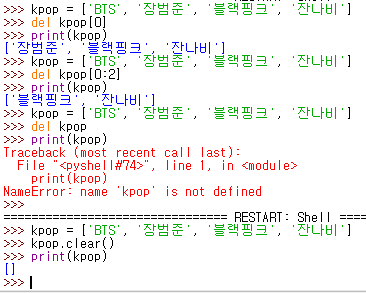 >>> kpop = ['BTS', '장범준', '블랙핑크', '잔나비']
>>> del kpop[0]
>>> print(kpop)
['장범준', '블랙핑크', '잔나비']
>>> kpop = ['BTS', '장범준', '블랙핑크', '잔나비']
>>> del kpop[0:2]
>>> print(kpop)
['블랙핑크', '잔나비']
>>> kpop = ['BTS', '장범준', '블랙핑크', '잔나비']
>>> del kpop
>>> print(kpop)
Traceback (most recent call last):
  File "<pyshell#74>", line 1, in <module>
    print(kpop)
NameError: name 'kpop' is not defined
>>>
================================ RESTART: Shell ====
>>> kpop = ['BTS', '장범준', '블랙핑크', '잔나비']
>>> kpop.clear()
>>> print(kpop)
[]
>>>